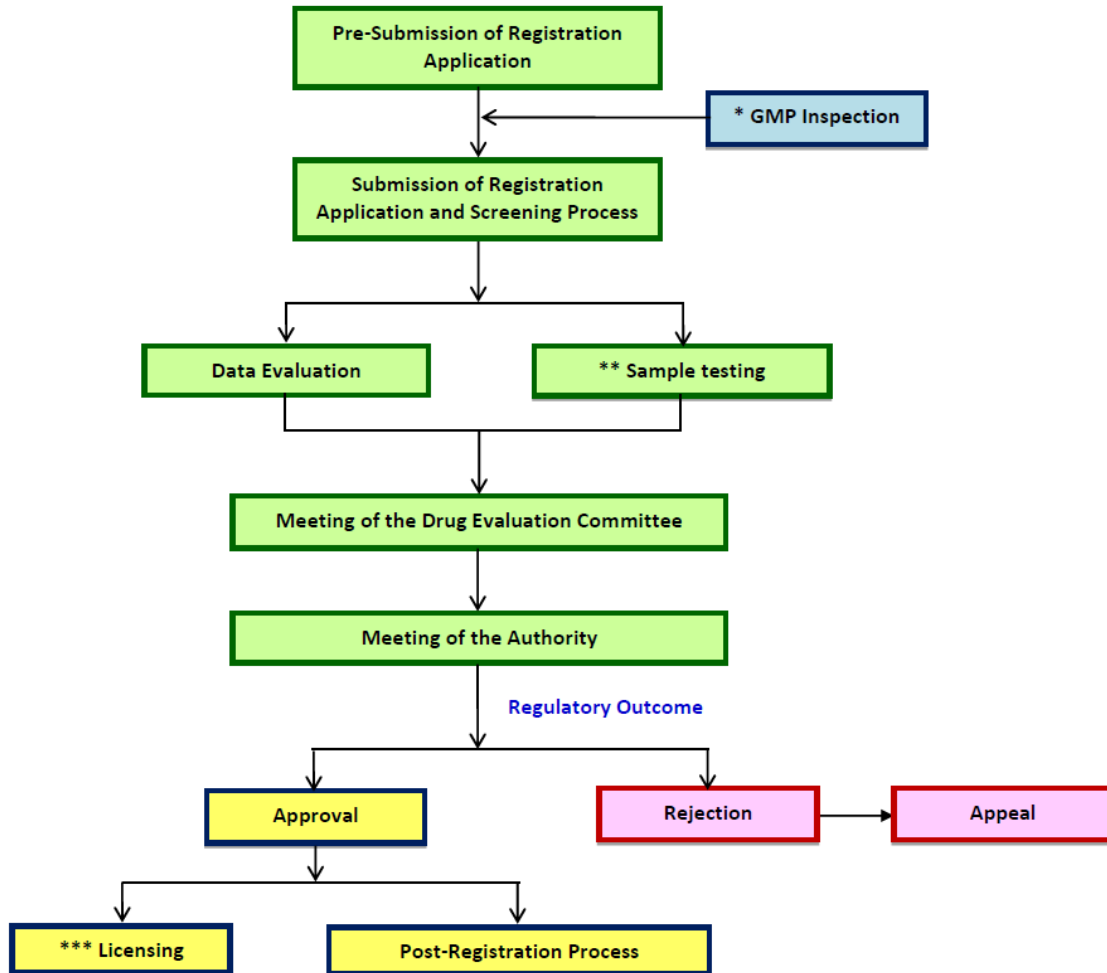 Pre-Submission of Registration
Application
* GMP Inspection
Submission of Registration
Application and Screening Process
Data Evaluation
** Sample testing
Meeting of the Drug Evaluation Committee
Meeting of the Authority
Regulatory Outcome
Approval
Rejection
Appeal
*** Licensing
Post-Registration Process